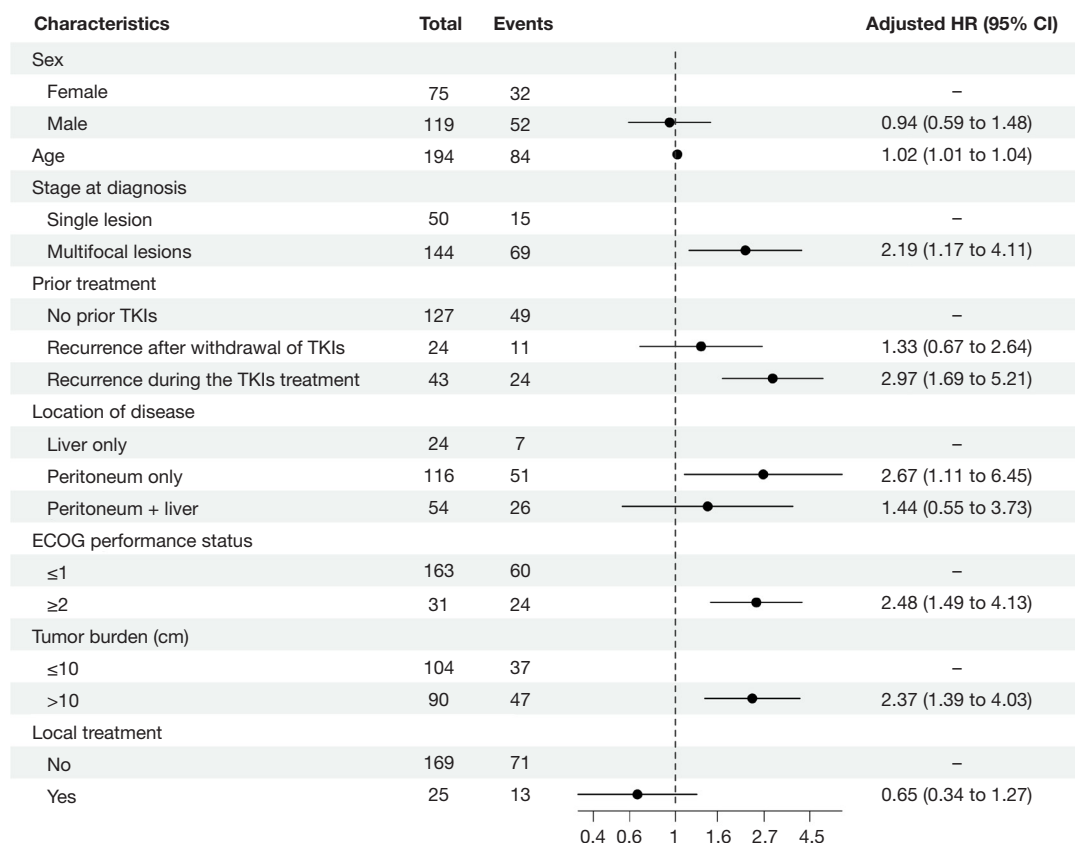 Characteristics Total Events Adjusted HR (95% CI)
Sex
Female 75 32 –
Male 119 52 0.94 (0.59 to 1.48)
Age 194 84 1.02 (1.01 to 1.04)
Stage at diagnosis
Single lesion 50 15 –
Multifocal lesions 144 69 2.19 (1.17 to 4.11)
Prior treatment
No prior TKIs 127 49 –
Recurrence after withdrawal of TKIs 24 11 1.33 (0.67 to 2.64)
Recurrence during the TKIs treatment 43 24 2.97 (1.69 to 5.21)
Location of disease
Liver only 24 7 –
Peritoneum only 116 51 2.67 (1.11 to 6.45)
Peritoneum + liver 54 26 1.44 (0.55 to 3.73)
ECOG performance status
≤1 163 60 –
≥2 31 24 2.48 (1.49 to 4.13)
Tumor burden (cm)
≤10 104 37 –
>10 90 47 2.37 (1.39 to 4.03)
Local treatment
No 169 71 –
Yes 25 13 0.65 (0.34 to 1.27)
0.4 0.6 1 1.6 2.7 4.5